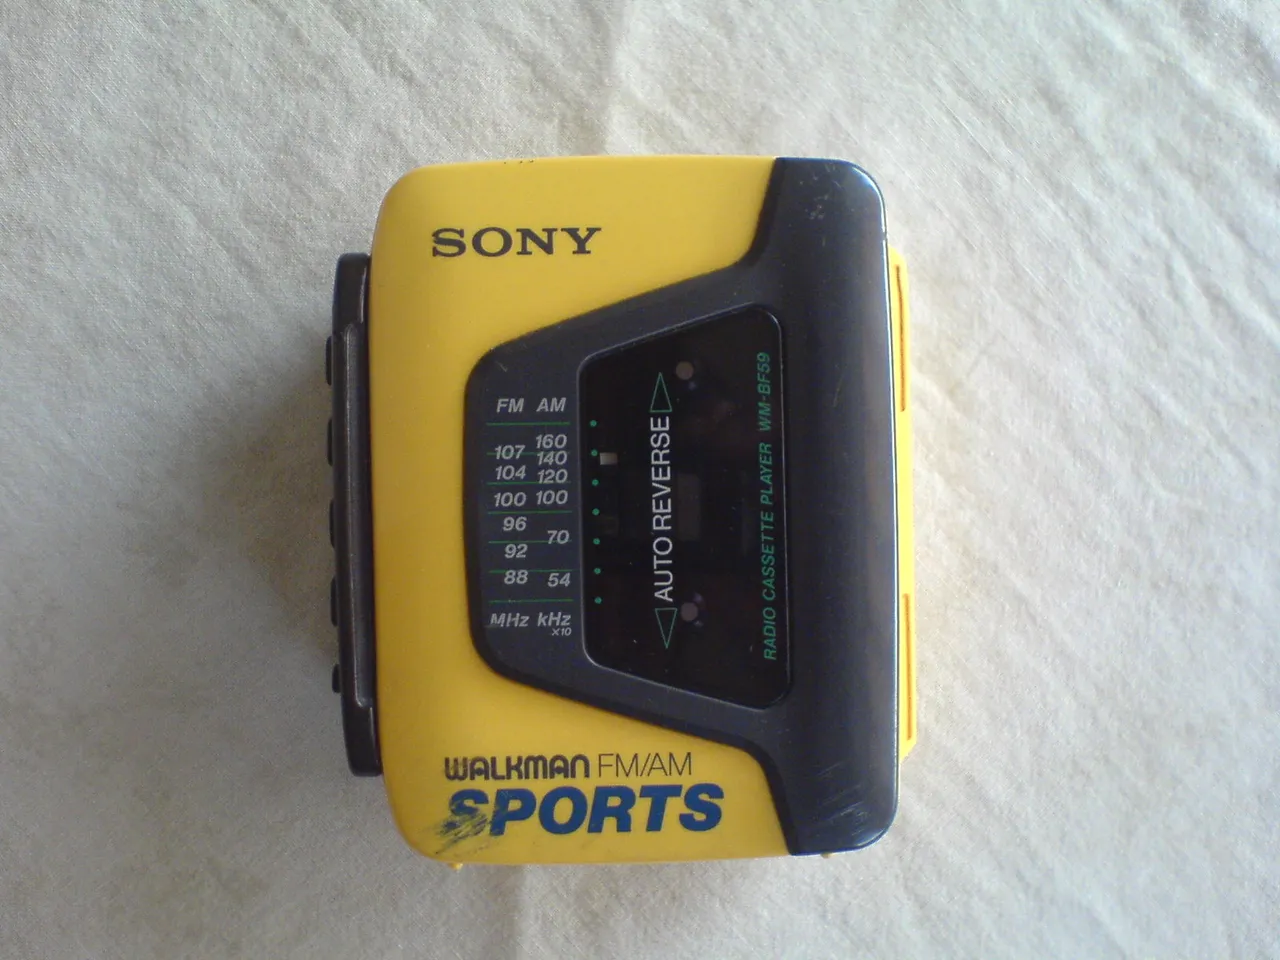 SONY
FM AM
160
107 140
104 120
100 100
96
70
92
88 54
MHz kHz
X10
AUTO REVERSE
RADIO CASSETTE PLAYER WM-BF59
WALKMAN FM/AM
SPORTS